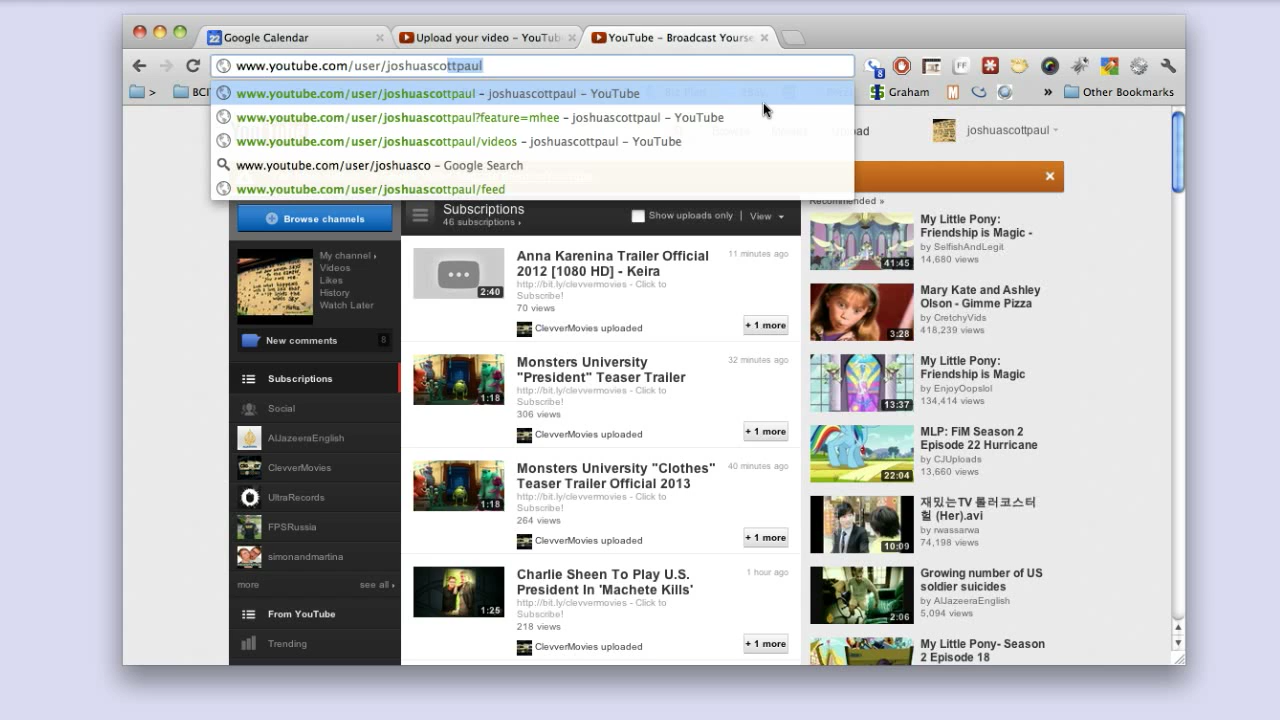 Google Calendar
Upload your video – YouTub
YouTube – Broadcast Yourse
www.youtube.com/user/joshuascottpaul
www.youtube.com/user/joshuascottpaul – joshuascottpaul – YouTube
www.youtube.com/user/joshuascottpaul?feature=mhee – joshuascottpaul – YouTube
www.youtube.com/user/joshuascottpaul/videos – joshuascottpaul – YouTube
www.youtube.com/user/joshuasco – Google Search
www.youtube.com/user/joshuascottpaul/feed
8
FF
> BCI
Graham
» Other Bookmarks
joshuascottpaul
Browse channels
My channel ›
Videos
Likes
History
Watch Later
New comments 8
Subscriptions
Social
AlJazeeraEnglish
ClevverMovies
UltraRecords
FPSRussia
simonandmartina
more see all ›
From YouTube
Trending
Subscriptions
46 subscriptions ›
Show uploads only | View
Anna Karenina Trailer Official
2012 [1080 HD] - Keira
11 minutes ago
http://bit.ly/clevvermovies - Click to
Subscribe!
70 views
2:40
ClevverMovies uploaded
+ 1 more
Monsters University
"President" Teaser Trailer
32 minutes ago
http://bit.ly/clevvermovies - Click to
Subscribe!
306 views
1:18
ClevverMovies uploaded
+ 1 more
Monsters University "Clothes"
Teaser Trailer Official 2013
40 minutes ago
http://bit.ly/clevvermovies - Click to
Subscribe!
264 views
1:18
ClevverMovies uploaded
+ 1 more
Charlie Sheen To Play U.S.
President In 'Machete Kills'
1 hour ago
http://bit.ly/clevvermovies - Click to
Subscribe!
218 views
1:25
ClevverMovies uploaded
+ 1 more
Recommended »
My Little Pony:
Friendship is Magic -
by SelfishAndLegit
14,680 views
41:45
Mary Kate and Ashley
Olson - Gimme Pizza
by CretchyVids
418,239 views
3:28
My Little Pony:
Friendship is Magic
by EnjoyOopslol
134,414 views
13:37
MLP: FiM Season 2
Episode 22 Hurricane
by CJUploads
13,660 views
22:04
재밌는TV 롤러코스터
헐 (Her).avi
by rwassarwa
74,198 views
10:09
Growing number of US
soldier suicides
by AlJazeeraEnglish
5,094 views
2:06
My Little Pony- Season
2 Episode 18